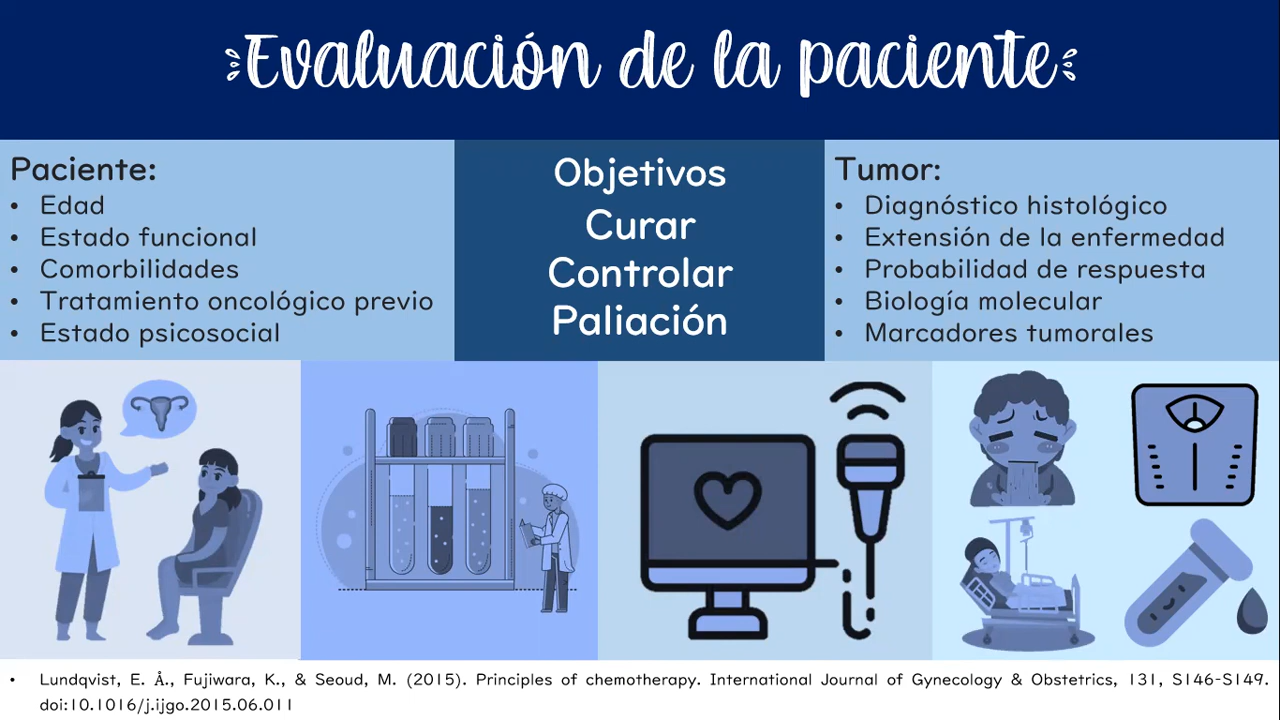 Evaluación de la paciente
Paciente:
• Edad
• Estado funcional
• Comorbilidades
• Tratamiento oncológico previo
• Estado psicosocial
Objetivos
Curar
Controlar
Paliación
Tumor:
• Diagnóstico histológico
• Extensión de la enfermedad
• Probabilidad de respuesta
• Biología molecular
• Marcadores tumorales
• Lundqvist, E. Å., Fujiwara, K., & Seoud, M. (2015). Principles of chemotherapy. International Journal of Gynecology & Obstetrics, 131, S146–S149.
doi:10.1016/j.ijgo.2015.06.011